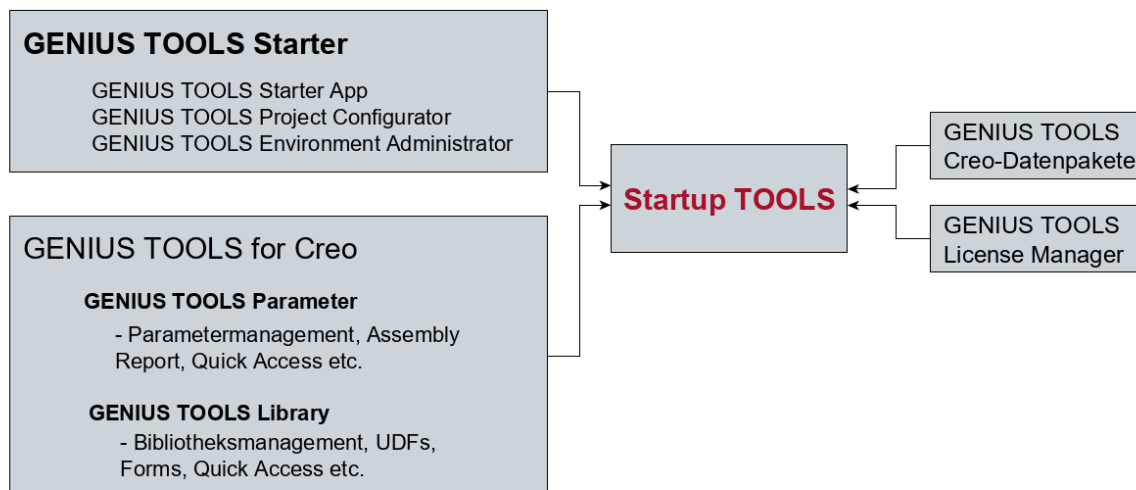 GENIUS TOOLS Starter
GENIUS TOOLS Starter App
GENIUS TOOLS Project Configurator
GENIUS TOOLS Environment Administrator
GENIUS TOOLS for Creo
GENIUS TOOLS Parameter
- Parametermanagement, Assembly
Report, Quick Access etc.
GENIUS TOOLS Library
- Bibliotheksmanagement, UDFs,
Forms, Quick Access etc.
Startup TOOLS
GENIUS TOOLS
Creo-Datenpakete
GENIUS TOOLS
License Manager